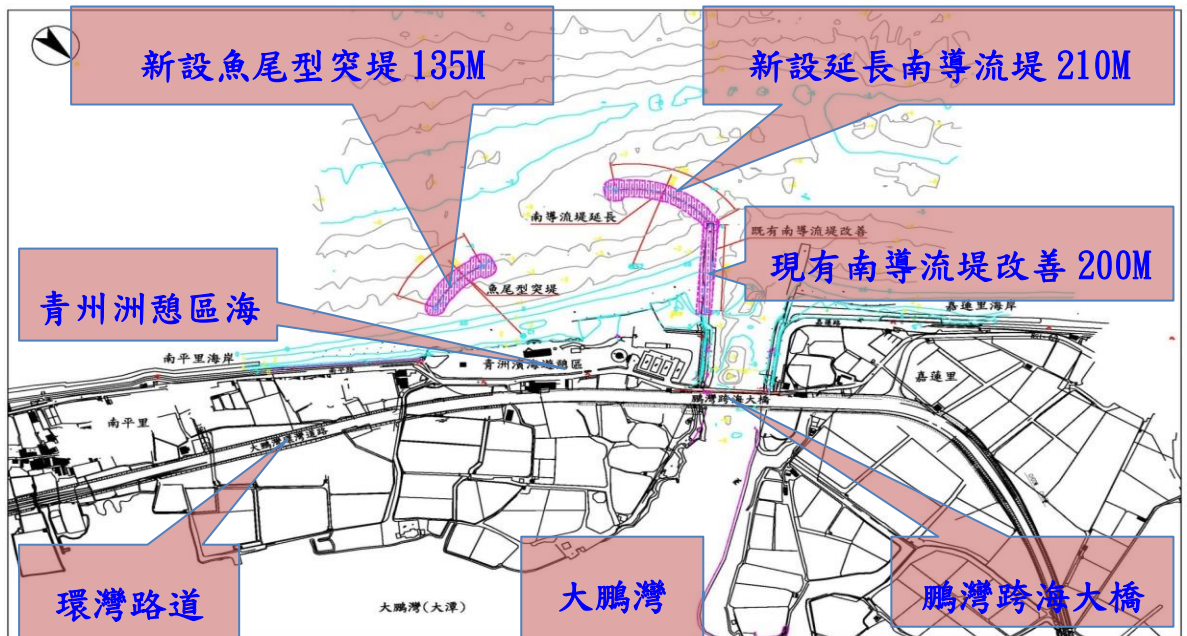 新設魚尾型突堤 135M
新設延長南導流堤 210M
南導流堤延長
既有南導流堤改善
現有南導流堤改善 200M
魚尾型突堤
青州洲憩區海
嘉蓮里海岸
南平里海岸
青洲濱海遊憩區
嘉蓮里
鵬灣跨海大橋
南平里
大鵬灣環灣道路
環灣路道
大鵬灣(大潭)
大鵬灣
鵬灣跨海大橋